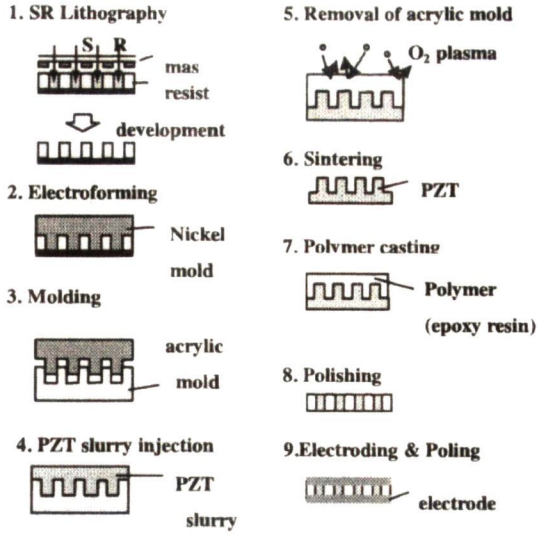 1. SR Lithography
S R
mas
resist
development
2. Electroforming
Nickel
mold
3. Molding
acrylic
mold
4. PZT slurry injection
PZT
slurry
5. Removal of acrylic mold
O₂ plasma
6. Sintering
PZT
7. Polymer casting
Polymer
(epoxy resin)
8. Polishing
9.Electroding & Poling
electrode